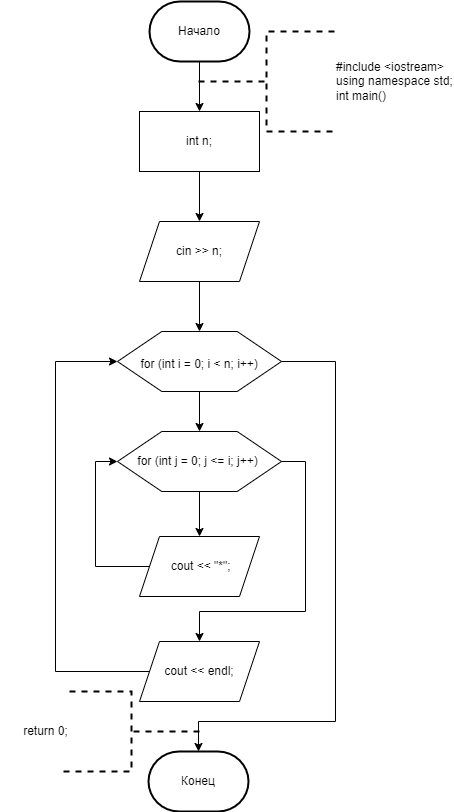 Начало
#include <iostream>
using namespace std;
int main()
int n;
cin >> n;
for (int i = 0; i < n; i++)
for (int j = 0; j <= i; j++)
cout << "*";
cout << endl;
return 0;
Конец